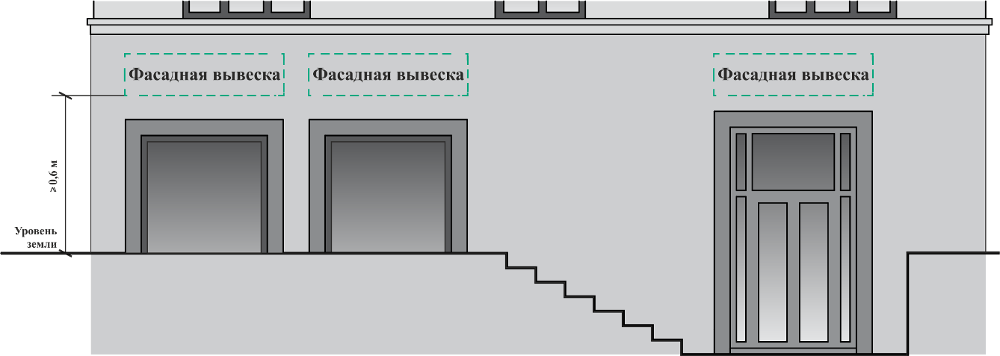 Фасадная вывеска
Фасадная вывеска
Фасадная вывеска
≥0,6 м
Уровень
земли